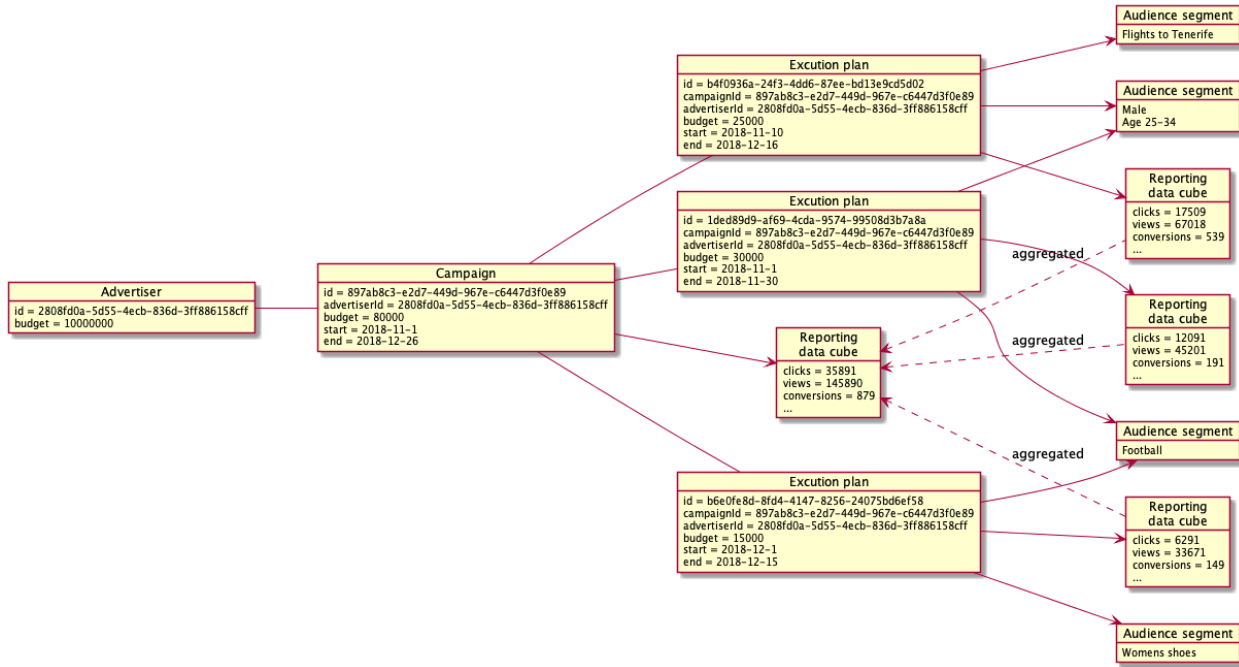 Advertiser
id = 2808fd0a-5d55-4ecb-836d-3ff886158cff
budget = 10000000
Campaign
id = 897ab8c3-e2d7-449d-967e-c6447d3f0e89
advertiserId = 2808fd0a-5d55-4ecb-836d-3ff886158cff
budget = 80000
start = 2018-11-1
end = 2018-12-26
Excution plan
id = b4f0936a-24f3-4dd6-87ee-bd13e9cd5d02
campaignId = 897ab8c3-e2d7-449d-967e-c6447d3f0e89
advertiserId = 2808fd0a-5d55-4ecb-836d-3ff886158cff
budget = 25000
start = 2018-11-10
end = 2018-12-16
Excution plan
id = 1ded89d9-af69-4cda-9574-99508d3b7a8a
campaignId = 897ab8c3-e2d7-449d-967e-c6447d3f0e89
advertiserId = 2808fd0a-5d55-4ecb-836d-3ff886158cff
budget = 30000
start = 2018-11-1
end = 2018-11-30
Reporting
data cube
clicks = 35891
views = 145890
conversions = 879
...
Excution plan
id = b6e0fe8d-8fd4-4147-8256-24075bd6ef58
campaignId = 897ab8c3-e2d7-449d-967e-c6447d3f0e89
advertiserId = 2808fd0a-5d55-4ecb-836d-3ff886158cff
budget = 15000
start = 2018-12-1
end = 2018-12-15
aggregated
aggregated
aggregated
Audience segment
Flights to Tenerife
Audience segment
Male
Age 25-34
Reporting
data cube
clicks = 17509
views = 67018
conversions = 539
...
Reporting
data cube
clicks = 12091
views = 45201
conversions = 191
...
Audience segment
Football
Reporting
data cube
clicks = 6291
views = 33671
conversions = 149
...
Audience segment
Womens shoes